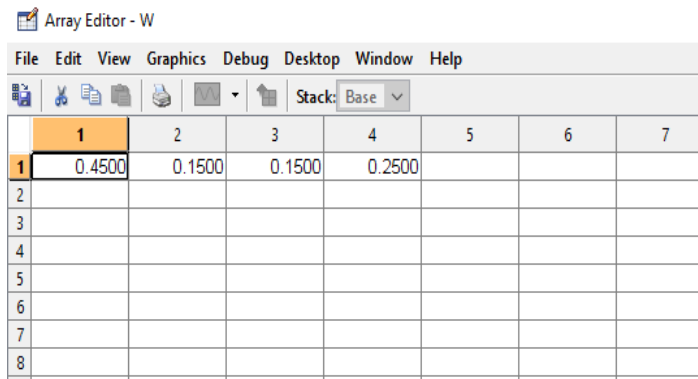 Array Editor - W
File Edit View Graphics Debug Desktop Window Help
Stack: Base
1 2 3 4 5 6 7
1 0.4500 0.1500 0.1500 0.2500
2
3
4
5
6
7
8